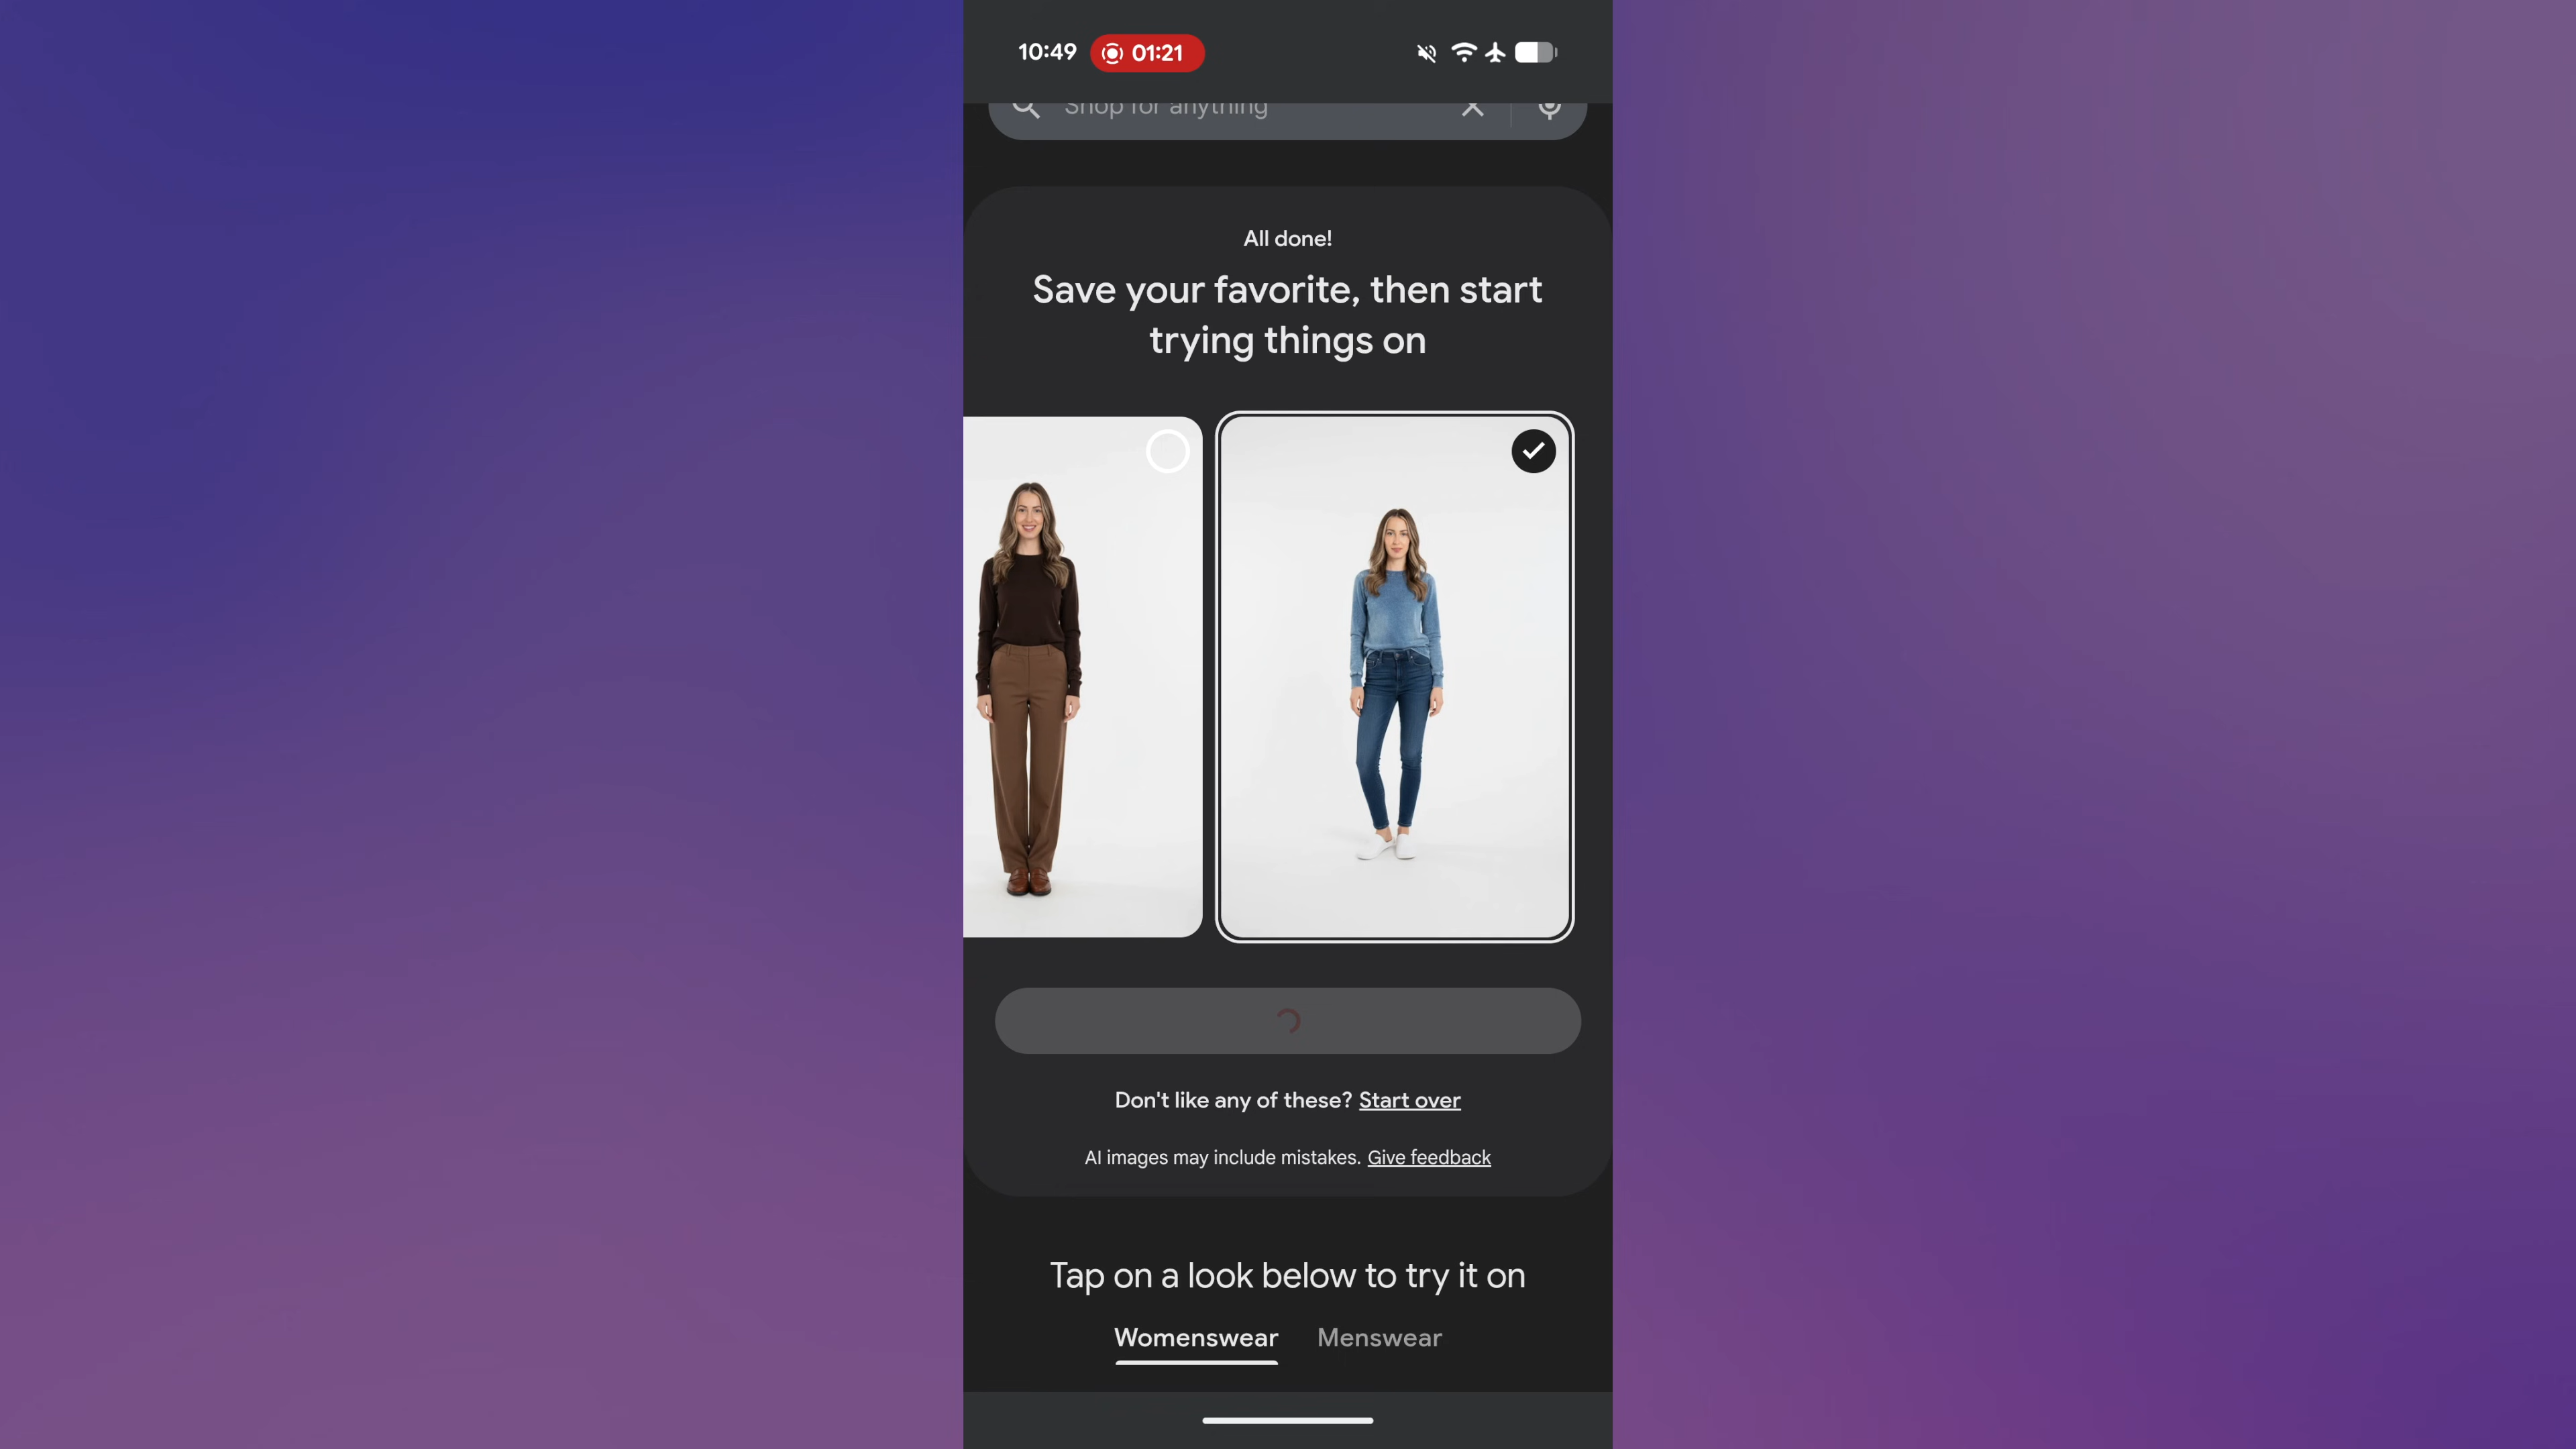 10:49 01:21
Shop for anything
All done!
Save your favorite, then start
trying things on
Don't like any of these? Start over
AI images may include mistakes. Give feedback
Tap on a look below to try it on
Womenswear Menswear